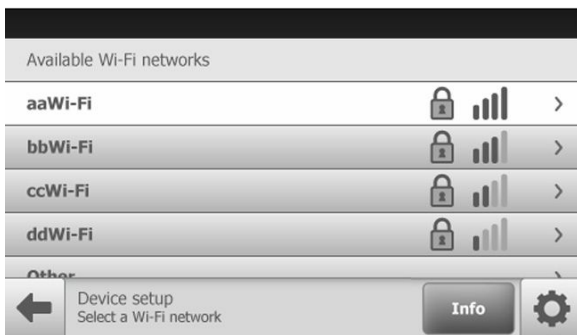 Available Wi-Fi networks
aaWi-Fi
bbWi-Fi
ccWi-Fi
ddWi-Fi
Other
Device setup
Select a Wi-Fi network
Info